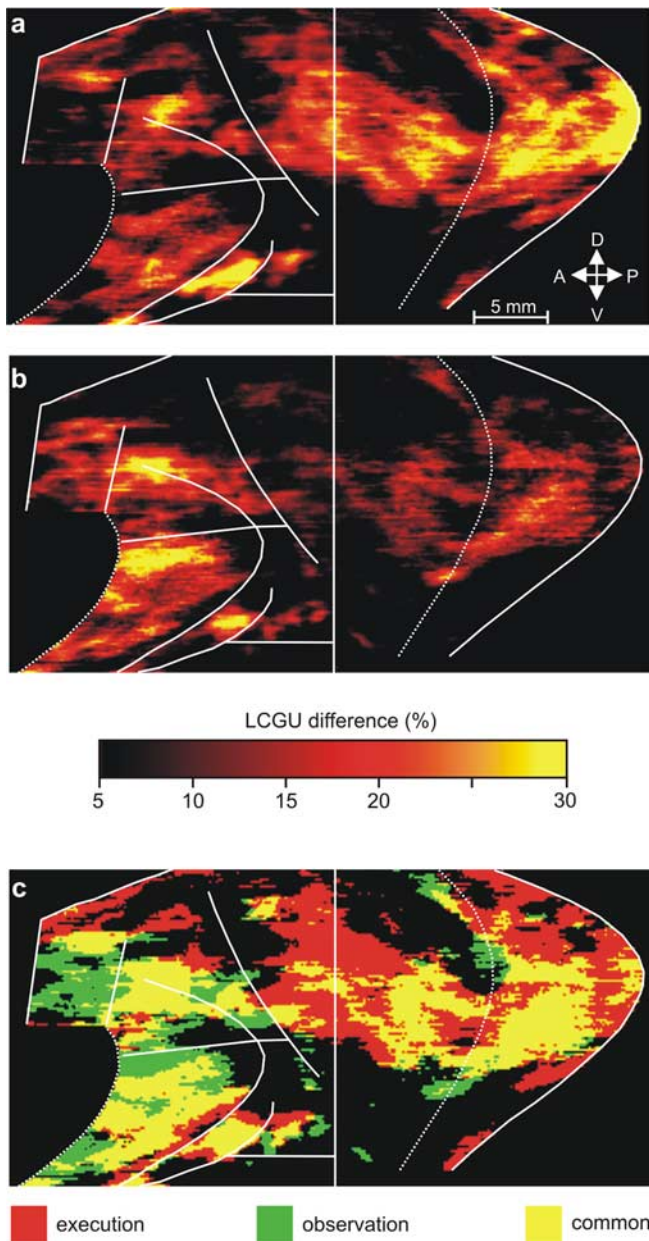 a
D
A P
V
5 mm
b
LCGU difference (%)
5 10 15 20 30
c
execution observation common